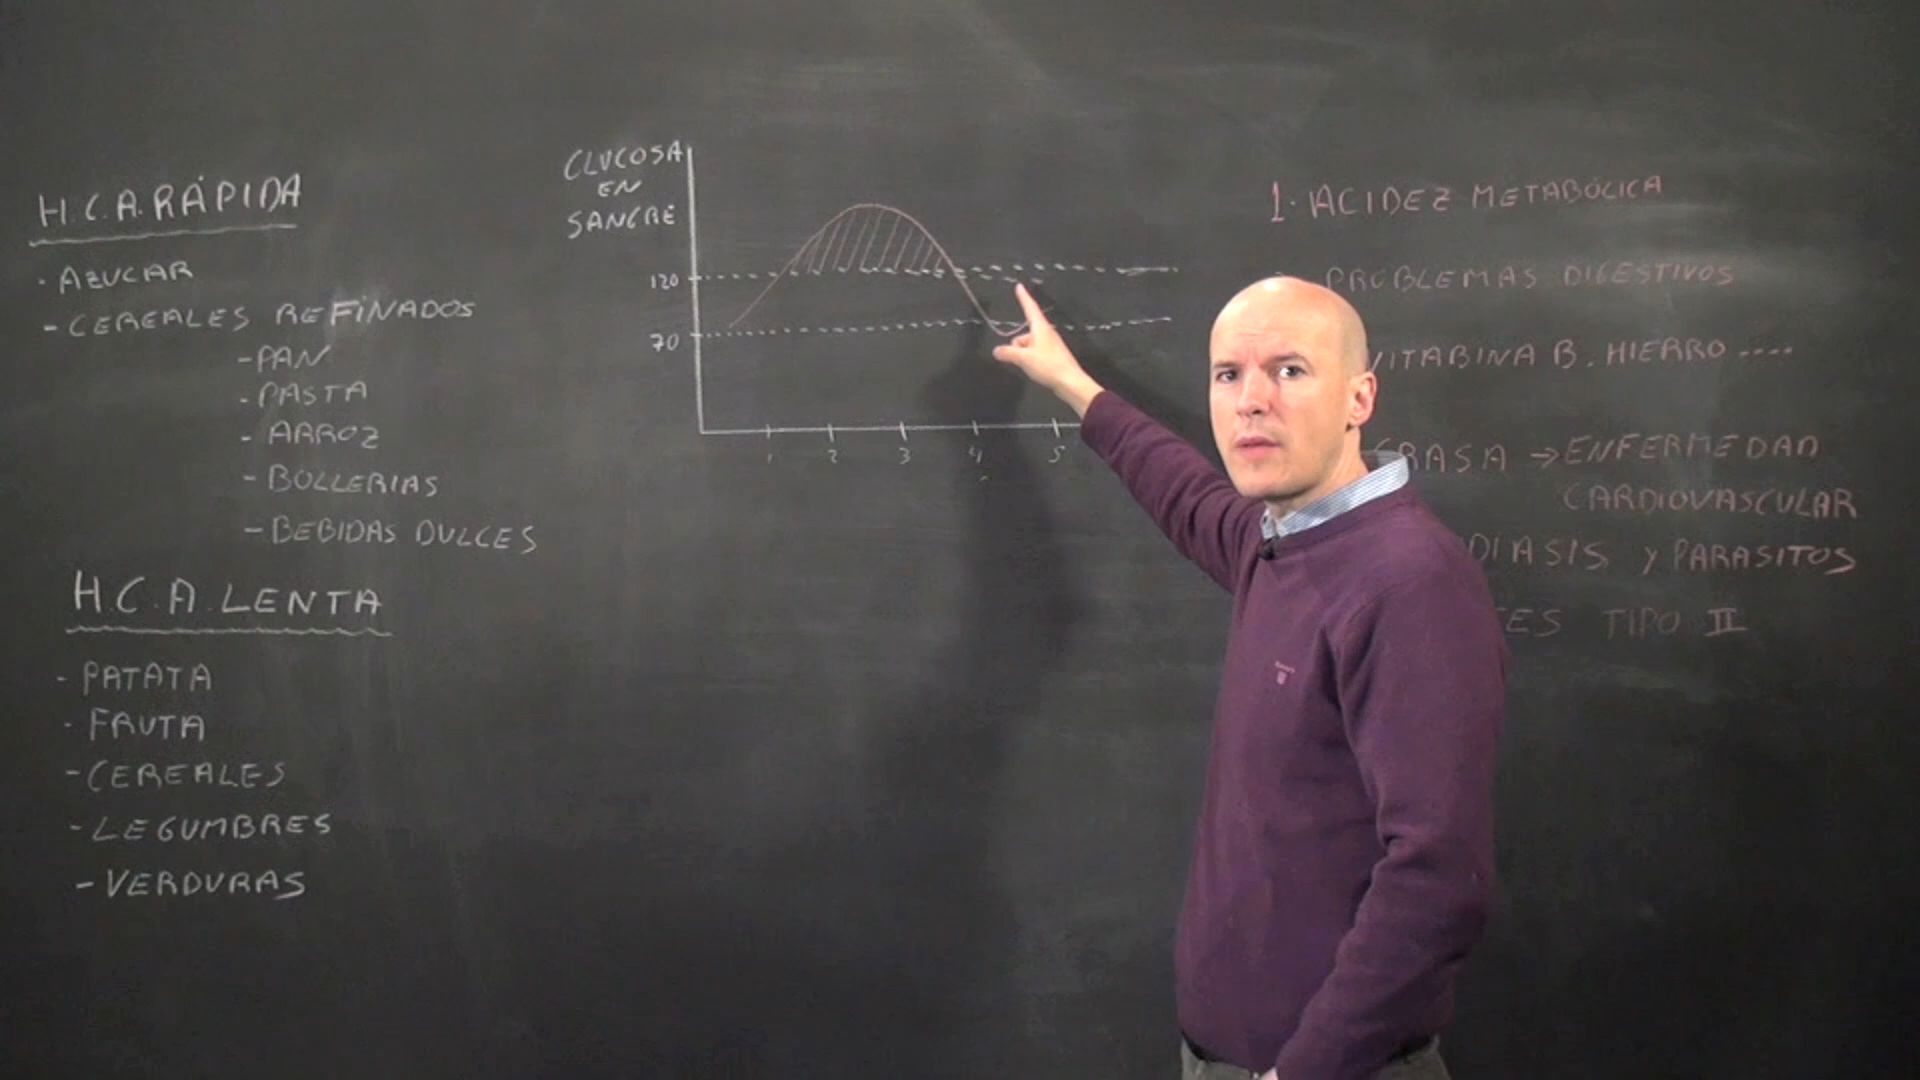 H.C.A. RÁPIDA
- AZUCAR
- CEREALES REFINADOS
- PAN
- PASTA
- ARROZ
- BOLLERIAS
- BEBIDAS DULCES
H.C.A. LENTA
- PATATA
- FRUTA
- CEREALES
- LEGUMBRES
- VERDURAS
GLUCOSA
EN
SANGRE
120
70
1 2 3 4 5
1. ACIDEZ METABÓLICA
PROBLEMAS DIGESTIVOS
VITABINA B. HIERRO ....
GRASA → ENFERMEDAD
CARDIOVASCULAR
DIASIS Y PARASITOS
ES TIPO II